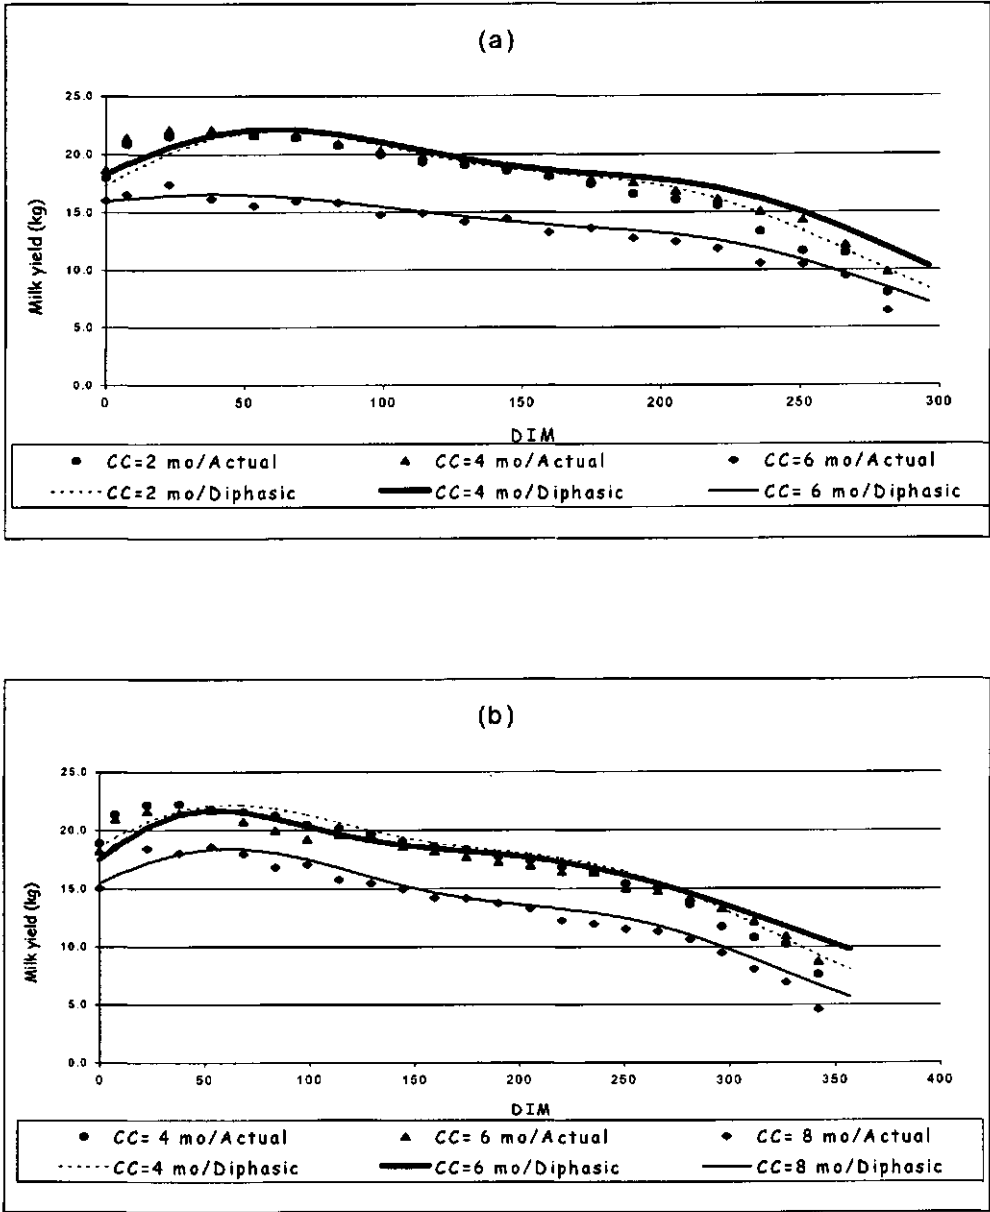 (a)
25.0
20.0
15.0
10.0
5.0
0.0
Milk yield (kg)
0 50 100 150 200 250 300
DIM
CC=2 mo/Actual CC=4 mo/Actual CC=6 mo/Actual
CC=2 mo/Diphasic CC=4 mo/Diphasic CC= 6 mo/Diphasic
(b)
25.0
20.0
15.0
10.0
5.0
0.0
Milk yield (kg)
0 50 100 150 200 250 300 350 400
DIM
CC= 4 mo/Actual CC= 6 mo/Actual CC= 8 mo/Actual
CC=4 mo/Diphasic CC=6 mo/Diphasic CC=8 mo/Diphasic